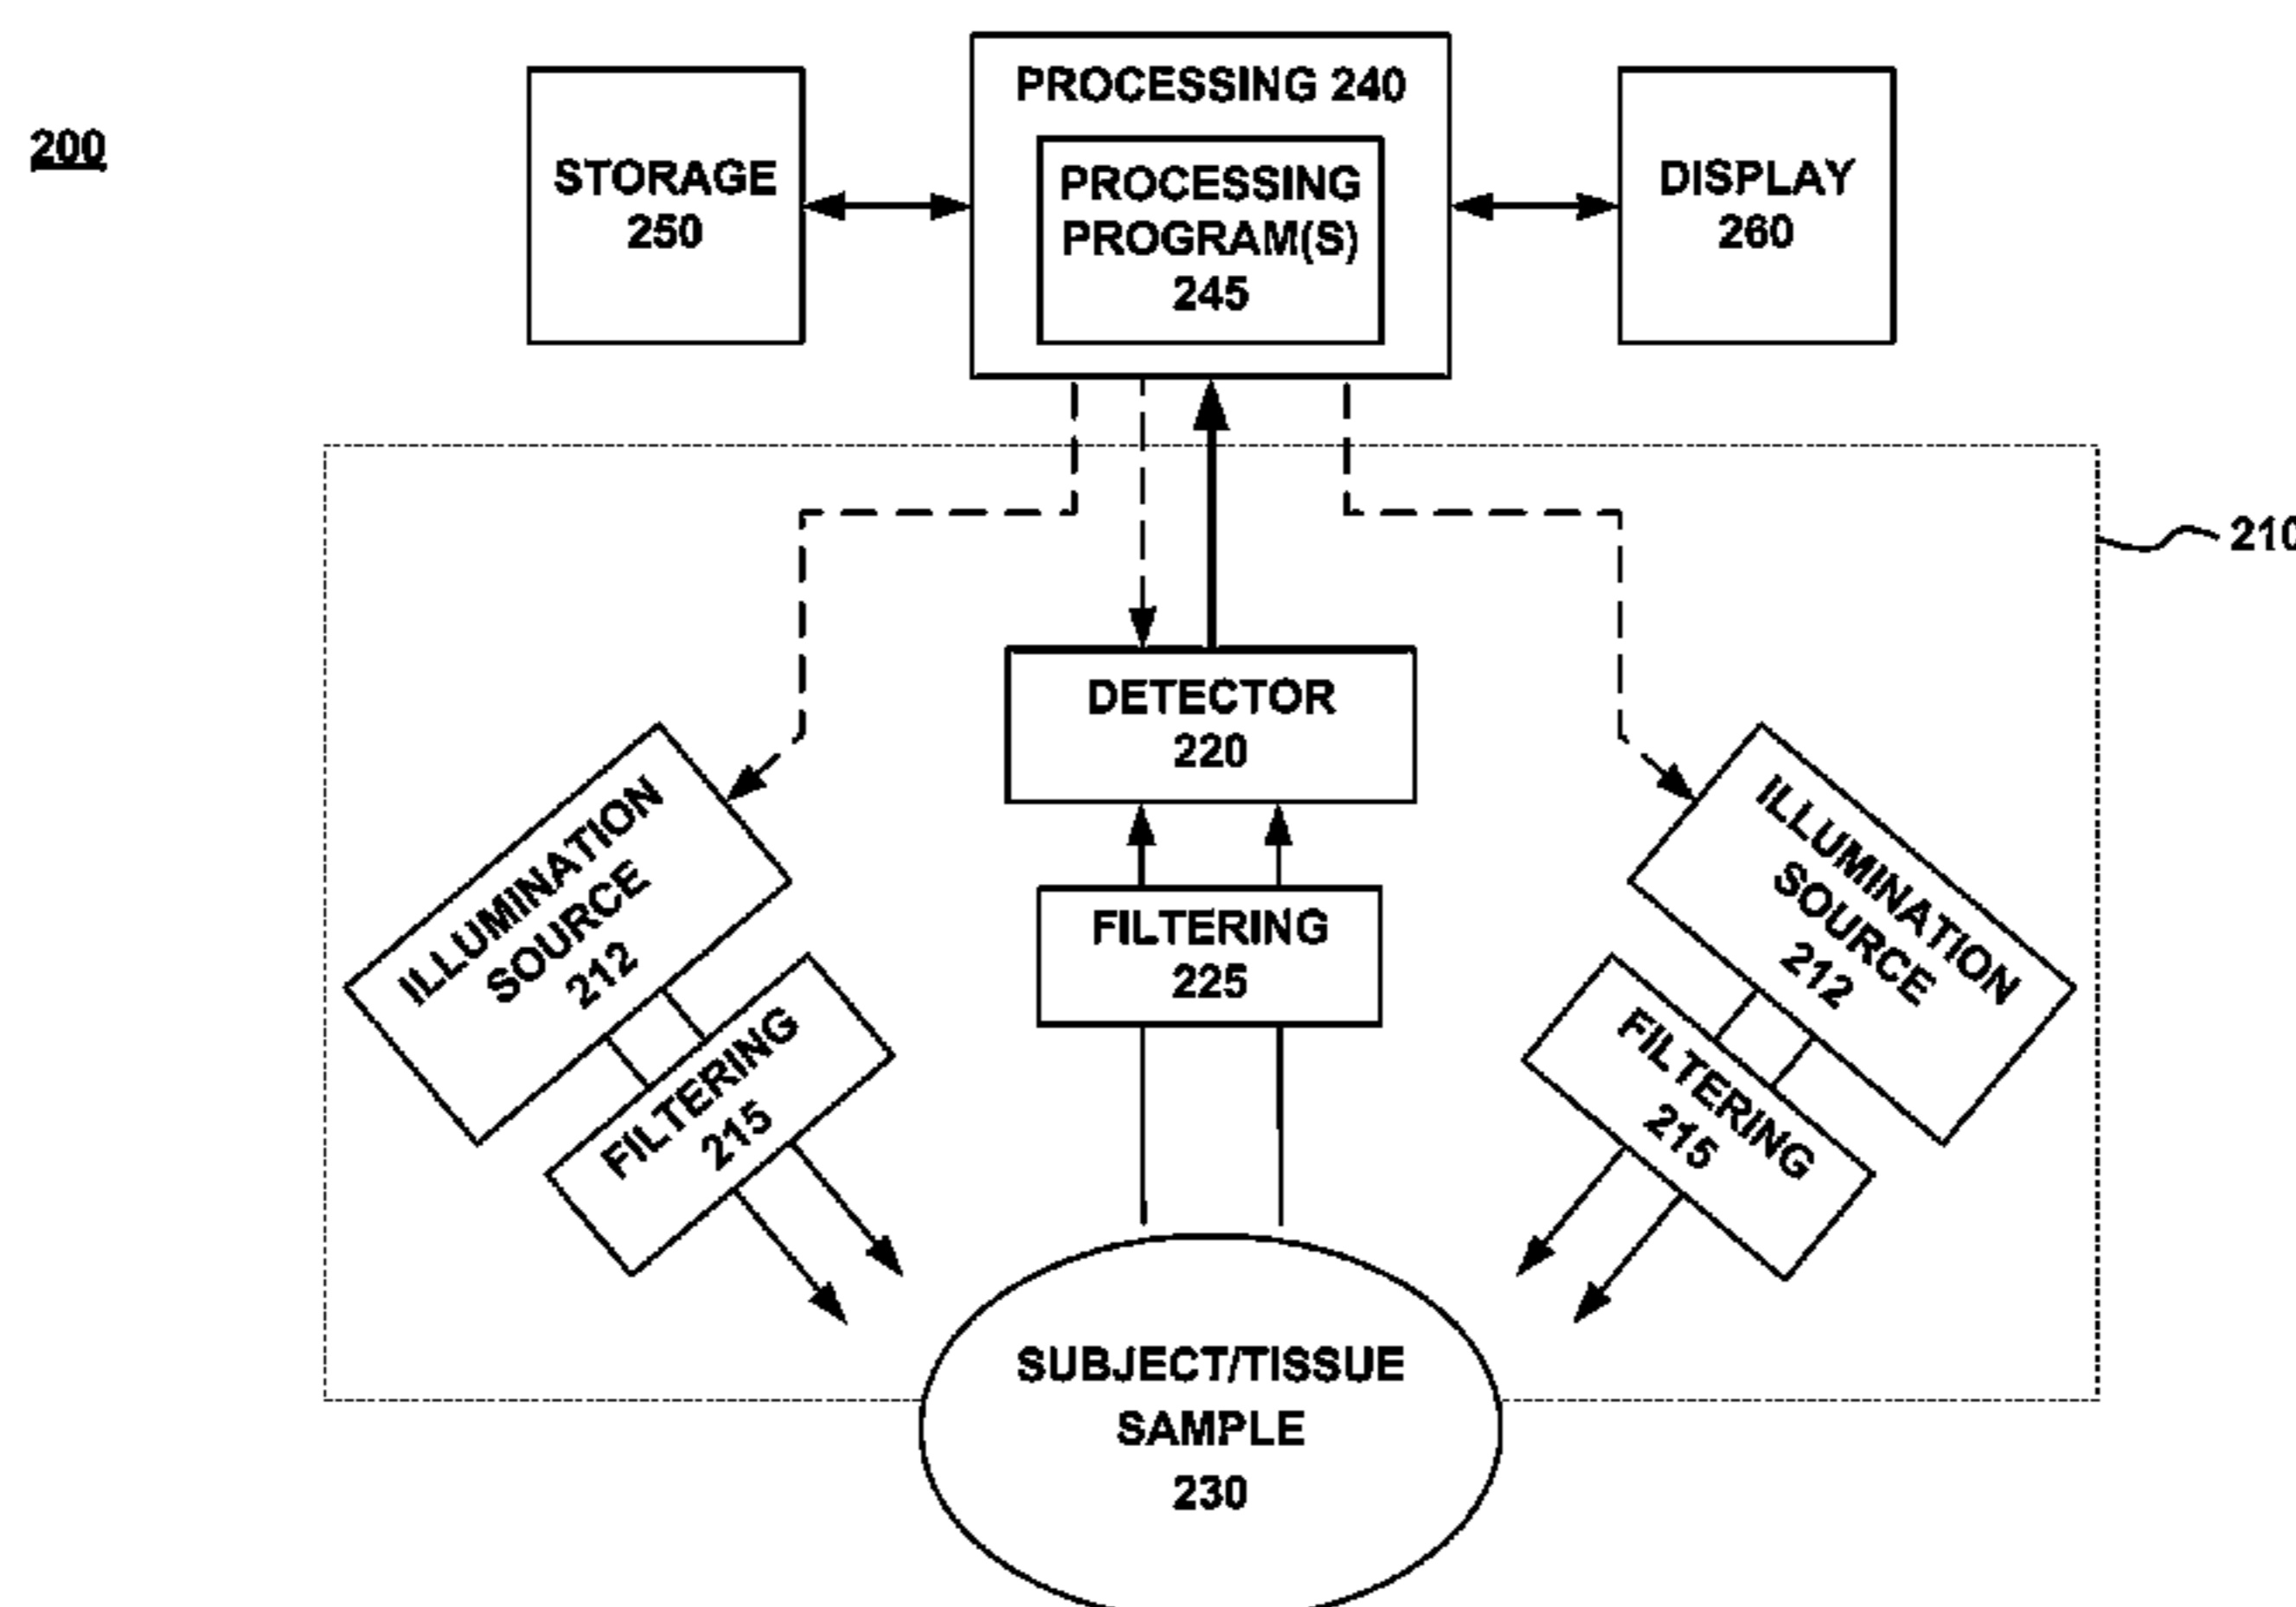 200
STORAGE
250
PROCESSING 240
PROCESSING
PROGRAM(S)
245
DISPLAY
260
210
DETECTOR
220
ILLUMINATION
SOURCE
212
FILTERING
215
FILTERING
225
ILLUMINATION
SOURCE
212
FILTERING
215
SUBJECT/TISSUE
SAMPLE
230